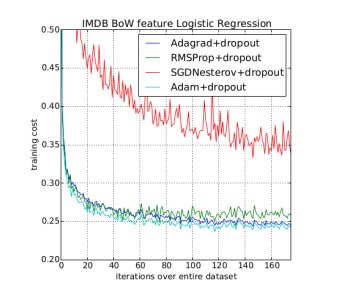 IMDB BoW feature Logistic Regression
0.50
0.45
0.40
0.35
0.30
0.25
0.20
training cost
Adagrad+dropout
RMSProp+dropout
SGDNesterov+dropout
Adam+dropout
0 20 40 60 80 100 120 140 160
iterations over entire dataset